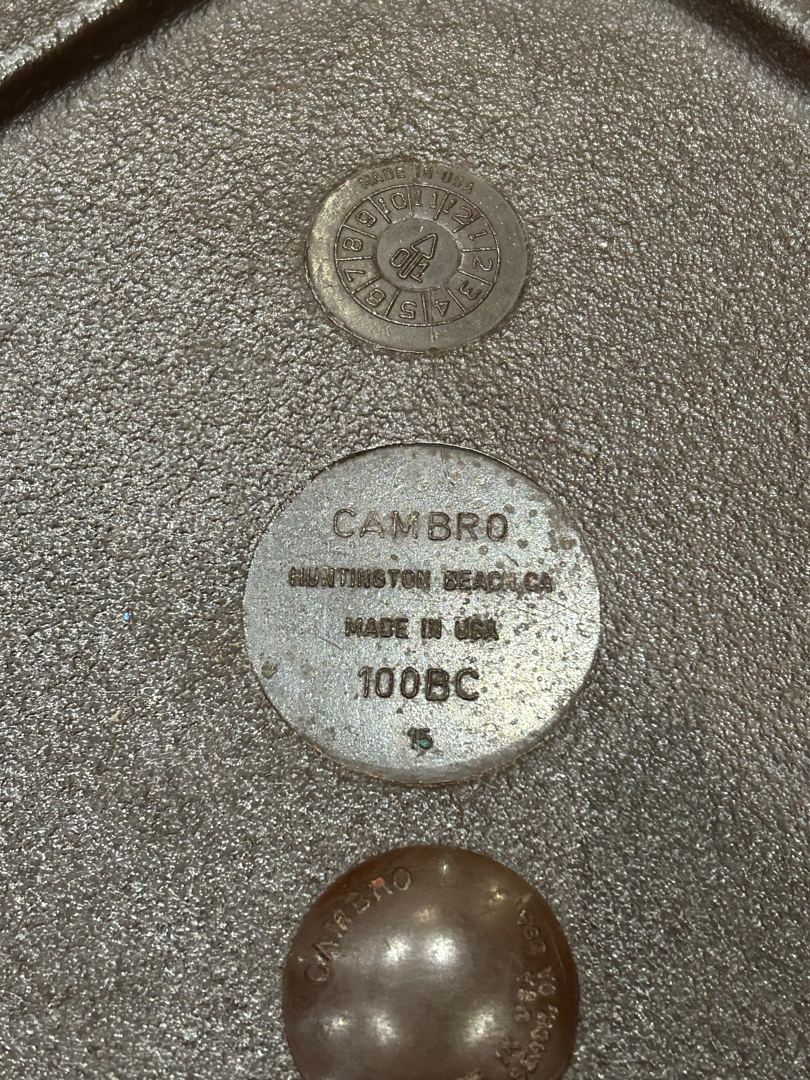 MADE IN USA
1 2 3 4 5 6 7 8 9 10 11 12
CAMBRO
HUNTINGTON BEACH, CA
MADE IN USA
100BC
15
CAMBRO
USA